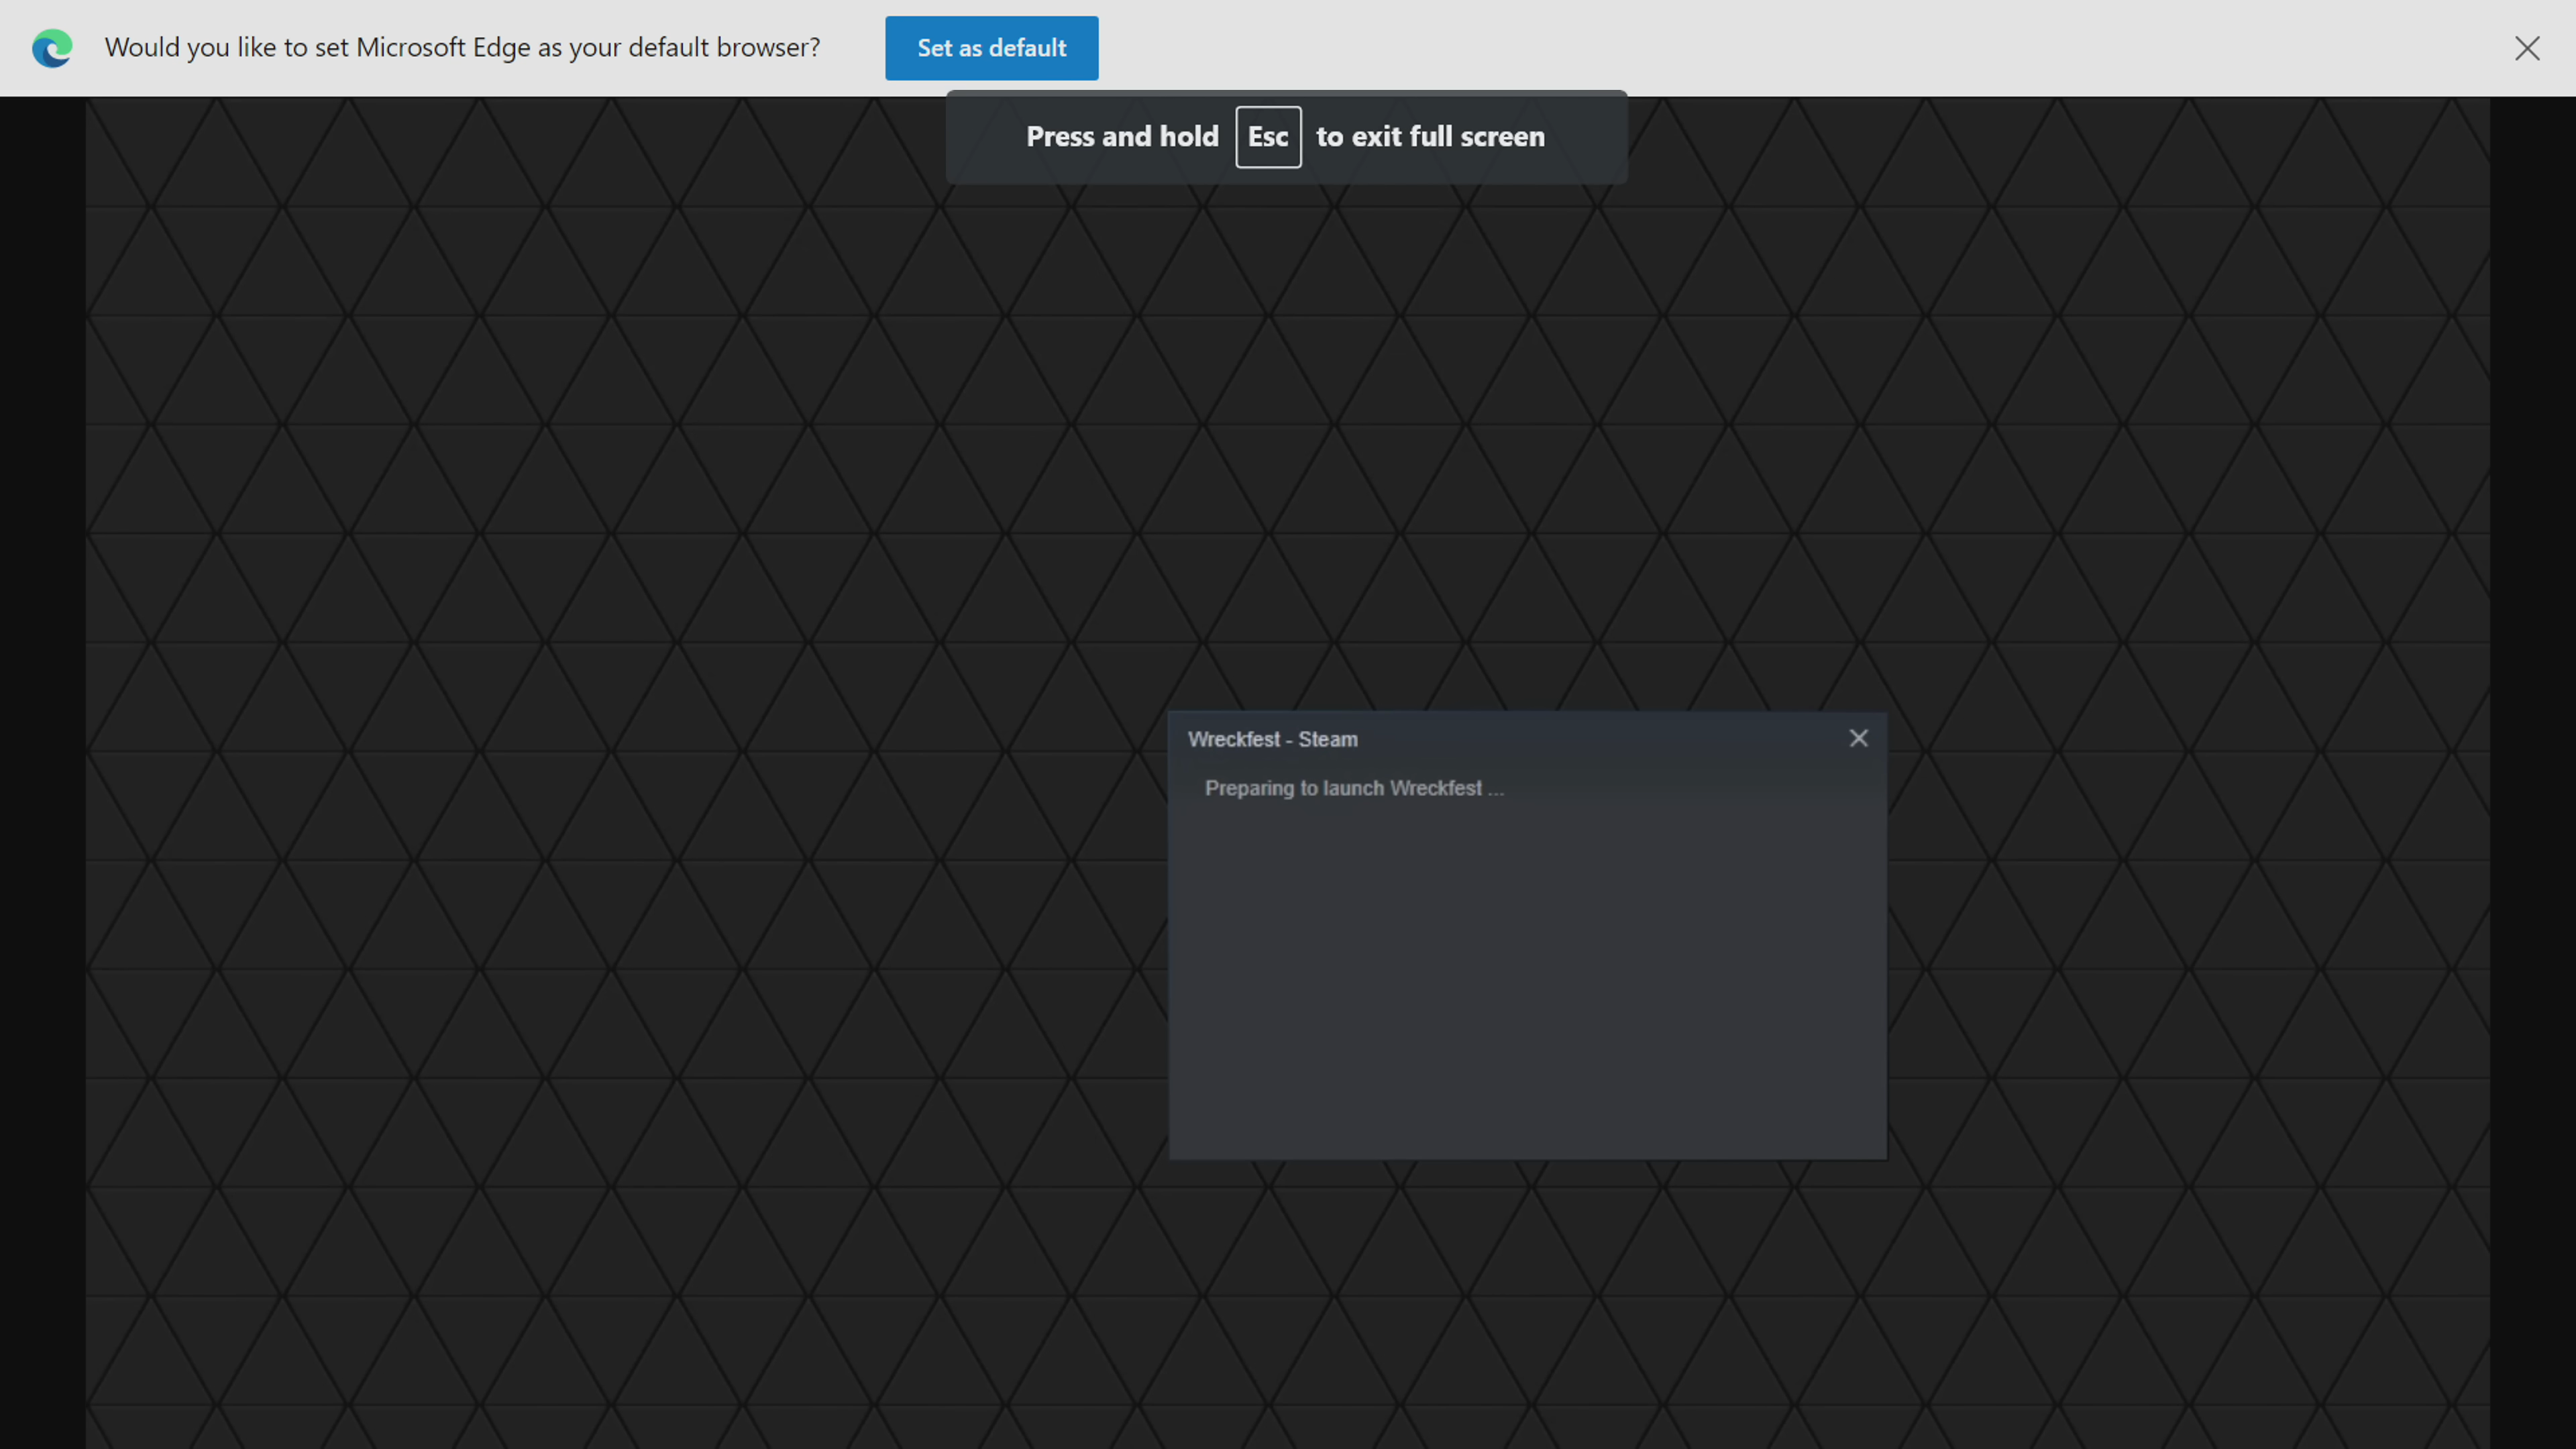 Would you like to set Microsoft Edge as your default browser? Set as default
Press and hold Esc to exit full screen
Wreckfest - Steam
Preparing to launch Wreckfest ...